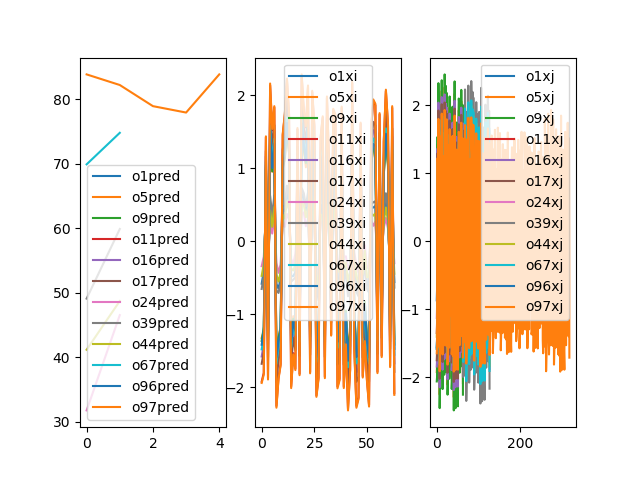 80
70
60
50
40
30
0
2
4
o1pred
o5pred
o9pred
o11pred
o16pred
o17pred
o24pred
o39pred
o44pred
o67pred
o96pred
o97pred
2
1
0
−1
−2
0
25
50
o1xi
o5xi
o9xi
o11xi
o16xi
o17xi
o24xi
o39xi
o44xi
o67xi
o96xi
o97xi
2
1
0
−1
−2
0
200
o1xj
o5xj
o9xj
o11xj
o16xj
o17xj
o24xj
o39xj
o44xj
o67xj
o96xj
o97xj